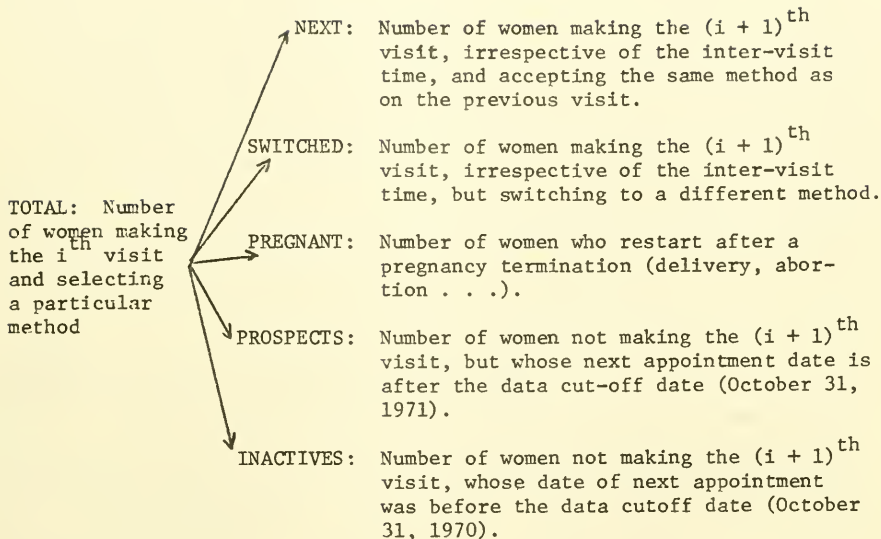 NEXT: Number of women making the (i + 1)th
visit, irrespective of the inter-visit
time, and accepting the same method as
on the previous visit.
SWITCHED: Number of women making the (i + 1)th
visit, irrespective of the inter-visit
time, but switching to a different method.
TOTAL: Number
of women making
the ith visit
and selecting
a particular
method
PREGNANT: Number of women who restart after a
pregnancy termination (delivery, abor-
tion . . .).
PROSPECTS: Number of women not making the (i + 1)th
visit, but whose next appointment date is
after the data cut-off date (October 31,
1971).
INACTIVES: Number of women not making the (i + 1)th
visit, whose date of next appointment
was before the data cutoff date (October
31, 1970).